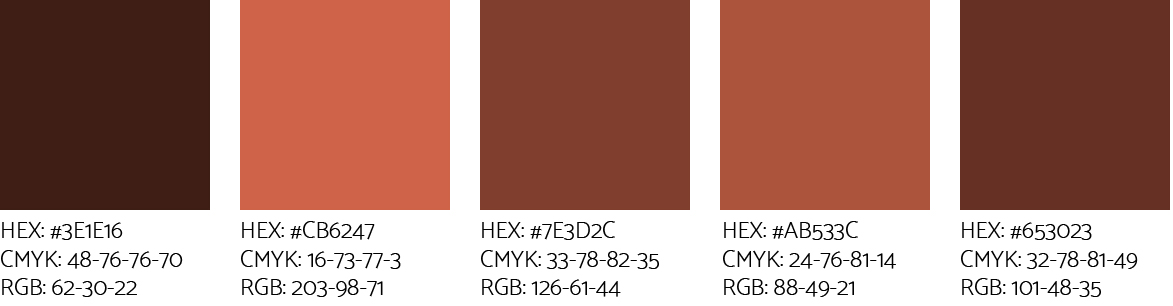 HEX: #3E1E16
CMYK: 48-76-76-70
RGB: 62-30-22
HEX: #CB6247
CMYK: 16-73-77-3
RGB: 203-98-71
HEX: #7E3D2C
CMYK: 33-78-82-35
RGB: 126-61-44
HEX: #AB533C
CMYK: 24-76-81-14
RGB: 88-49-21
HEX: #653023
CMYK: 32-78-81-49
RGB: 101-48-35